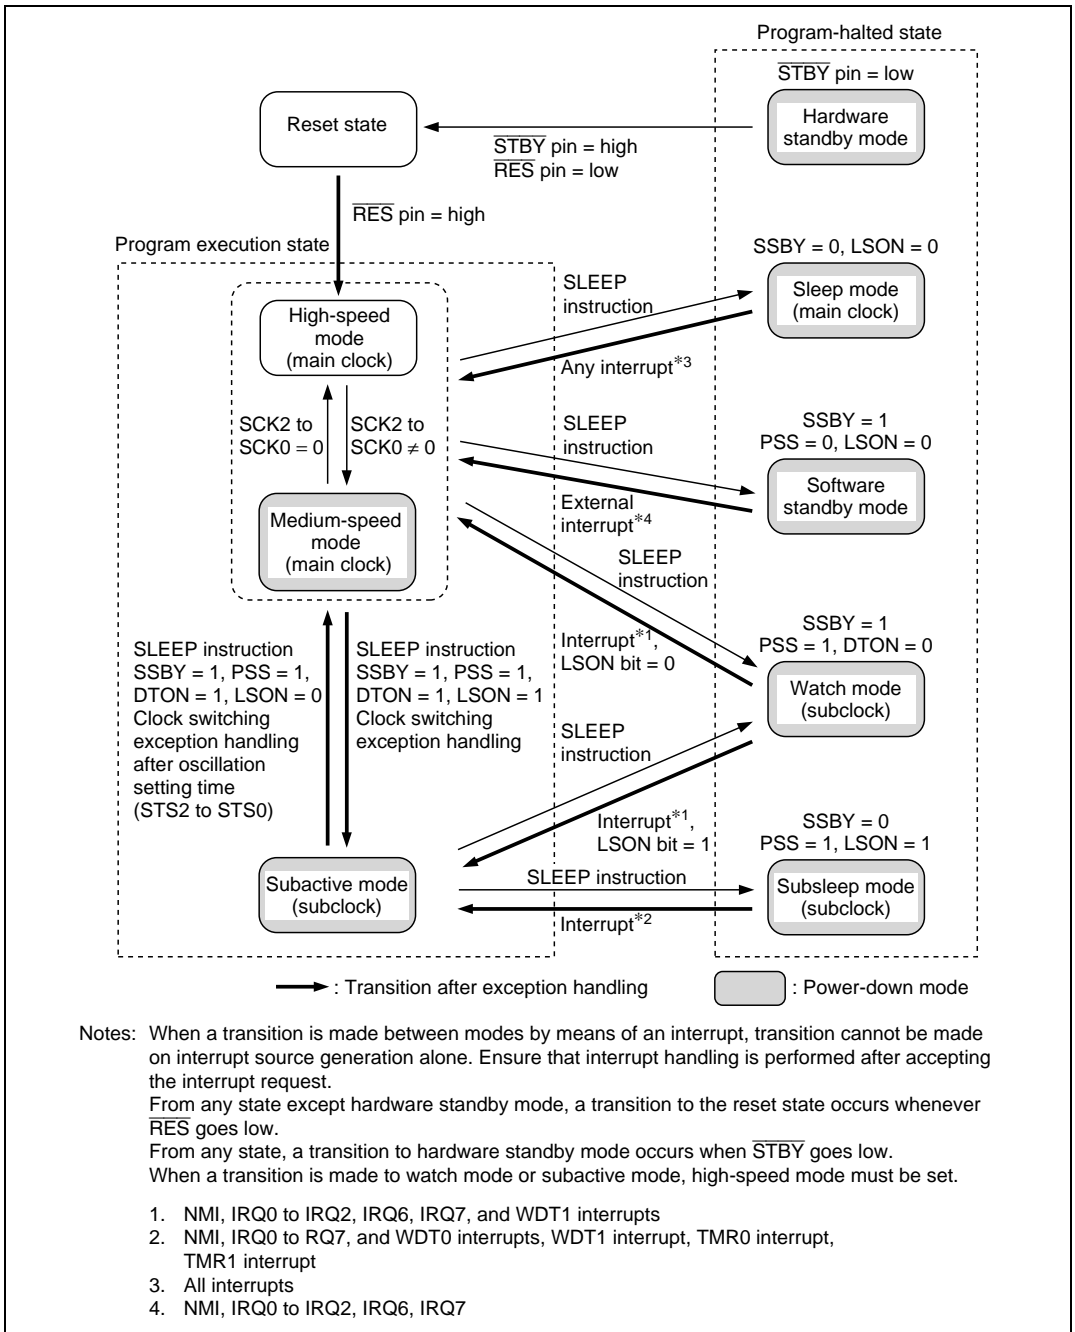 Program-halted state
STBY pin = low
Hardware
standby mode
Reset state
STBY pin = high
RES pin = low
RES pin = high
Program execution state
SSBY = 0, LSON = 0
Sleep mode
(main clock)
SLEEP
instruction
High-speed
mode
(main clock)
Any interrupt*3
SCK2 to
SCK0 = 0
SCK2 to
SCK0 ≠ 0
SLEEP
instruction
SSBY = 1
PSS = 0, LSON = 0
Software
standby mode
External
interrupt*4
Medium-speed
mode
(main clock)
SLEEP
instruction
SSBY = 1
PSS = 1, DTON = 0
Interrupt*1,
LSON bit = 0
Watch mode
(subclock)
SLEEP instruction
SSBY = 1, PSS = 1,
DTON = 1, LSON = 0
Clock switching
exception handling
after oscillation
setting time
(STS2 to STS0)
SLEEP instruction
SSBY = 1, PSS = 1,
DTON = 1, LSON = 1
Clock switching
exception handling
SLEEP
instruction
Interrupt*1,
LSON bit = 1
SSBY = 0
PSS = 1, LSON = 1
Subactive mode
(subclock)
SLEEP instruction
Subsleep mode
(subclock)
Interrupt*2
: Transition after exception handling
: Power-down mode
Notes: When a transition is made between modes by means of an interrupt, transition cannot be made
on interrupt source generation alone. Ensure that interrupt handling is performed after accepting
the interrupt request.
From any state except hardware standby mode, a transition to the reset state occurs whenever
RES goes low.
From any state, a transition to hardware standby mode occurs when STBY goes low.
When a transition is made to watch mode or subactive mode, high-speed mode must be set.
1. NMI, IRQ0 to IRQ2, IRQ6, IRQ7, and WDT1 interrupts
2. NMI, IRQ0 to RQ7, and WDT0 interrupts, WDT1 interrupt, TMR0 interrupt,
TMR1 interrupt
3. All interrupts
4. NMI, IRQ0 to IRQ2, IRQ6, IRQ7